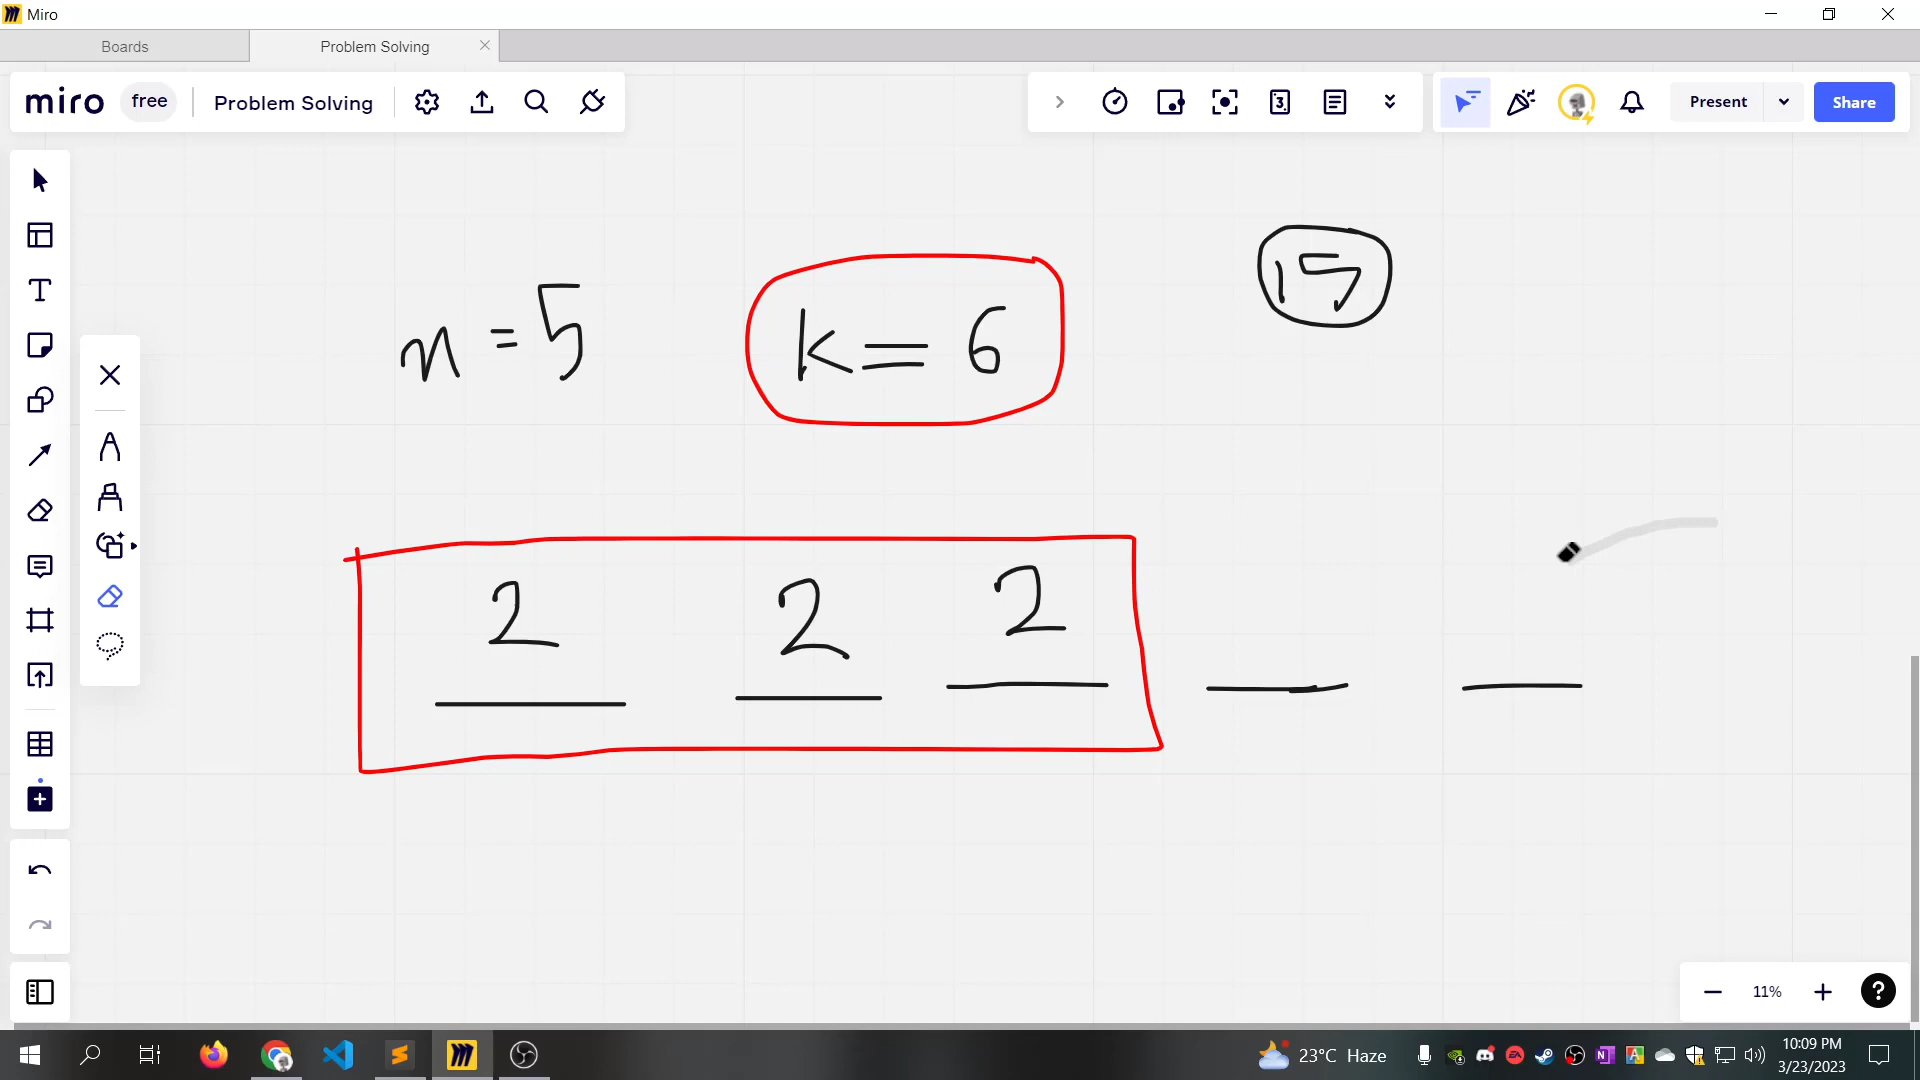 Miro
Boards
Problem Solving
miro
free
Problem Solving
3
Present
Share
n = 5
k = 6
15
2 2 2
11%
?
23°C Haze
10:09 PM
3/23/2023